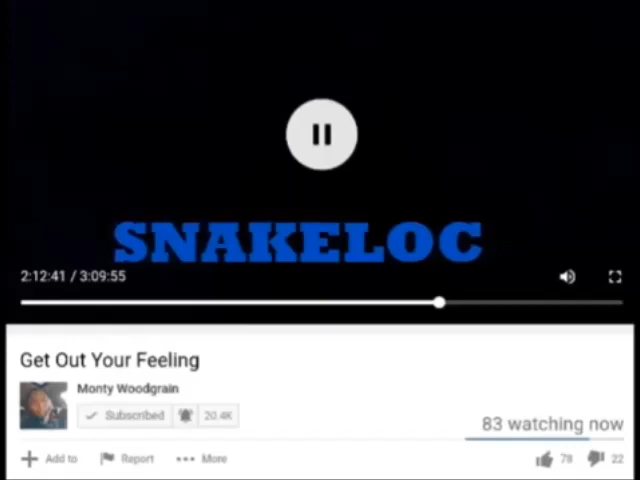 SNAKELOC
2:12:41 / 3:09:55
Get Out Your Feeling
Monty Woodgrain
Subscribed 20.4K
83 watching now
Add to Report More 78 22